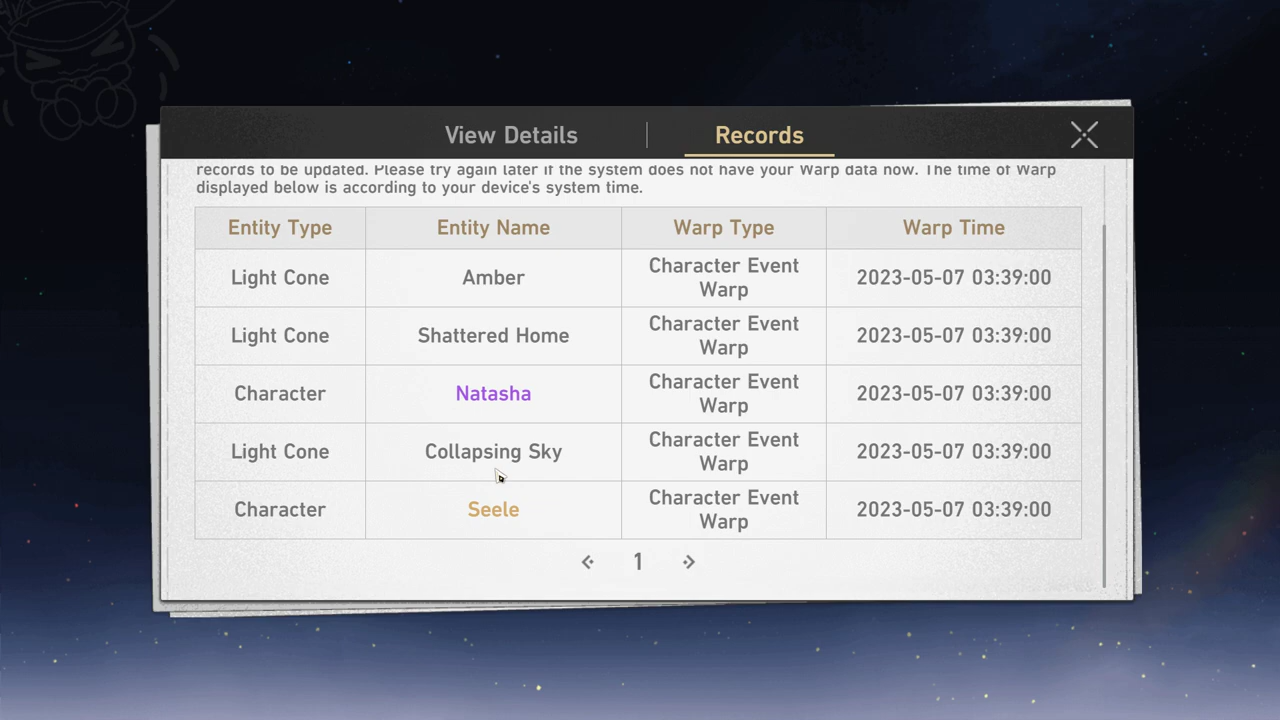 View Details
Records
records to be updated. Please try again later if the system does not have your Warp data now. The time of Warp
displayed below is according to your device's system time.
Entity Type Entity Name Warp Type Warp Time
Light Cone Amber Character Event Warp 2023-05-07 03:39:00
Light Cone Shattered Home Character Event Warp 2023-05-07 03:39:00
Character Natasha Character Event Warp 2023-05-07 03:39:00
Light Cone Collapsing Sky Character Event Warp 2023-05-07 03:39:00
Character Seele Character Event Warp 2023-05-07 03:39:00
1